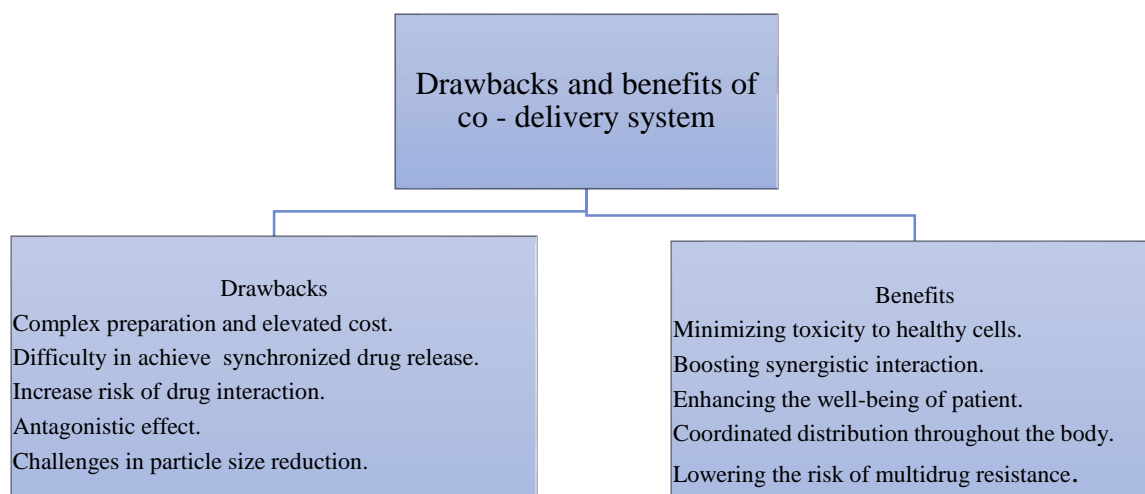 Drawbacks and benefits of
co - delivery system
Drawbacks
Complex preparation and elevated cost.
Difficulty in achieve  synchronized drug release.
Increase risk of drug interaction.
Antagonistic effect.
Challenges in particle size reduction.
Benefits
Minimizing toxicity to healthy cells.
Boosting synergistic interaction.
Enhancing the well-being of patient.
Coordinated distribution throughout the body.
Lowering the risk of multidrug resistance.